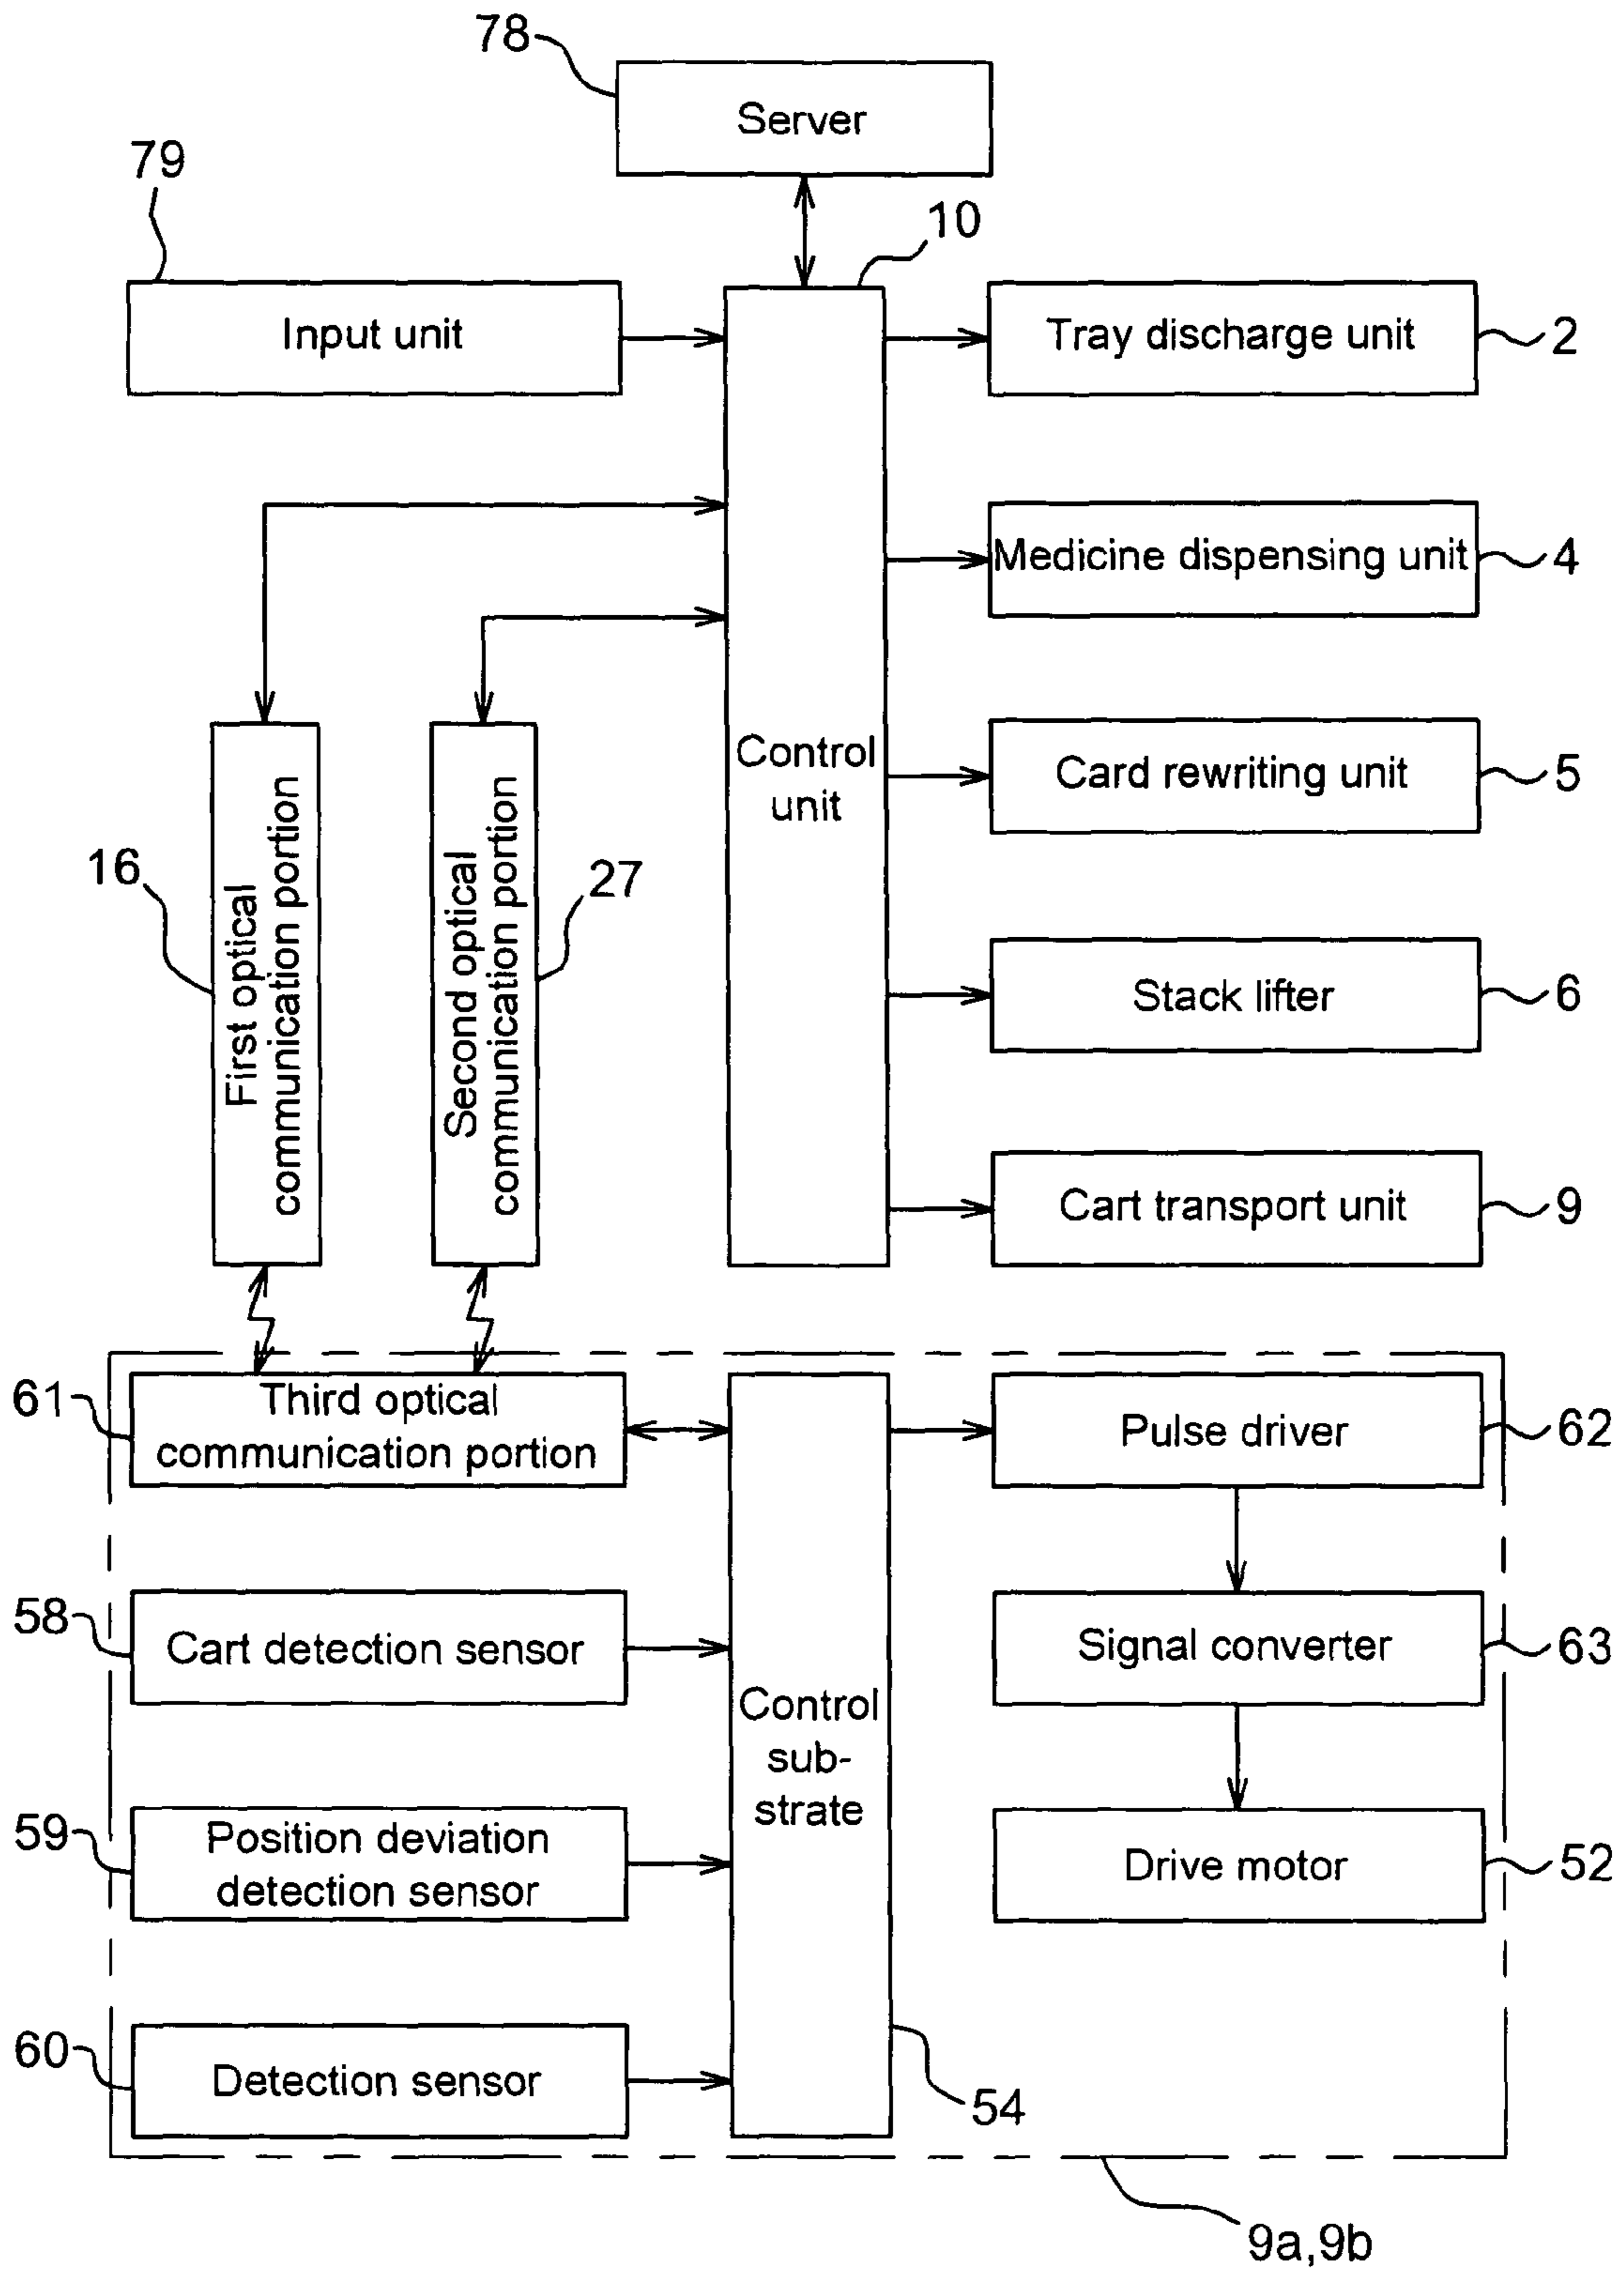 78
Server
79
10
Input unit
Tray discharge unit
2
Medicine dispensing unit
4
Control
unit
Card rewriting unit
5
16
First optical
communication portion
Second optical
communication portion
27
Stack lifter
6
Cart transport unit
9
61
Third optical
communication portion
Pulse driver
62
58
Cart detection sensor
Signal converter
63
Control
sub-
strate
59
Position deviation
detection sensor
Drive motor
52
60
Detection sensor
54
9a,9b